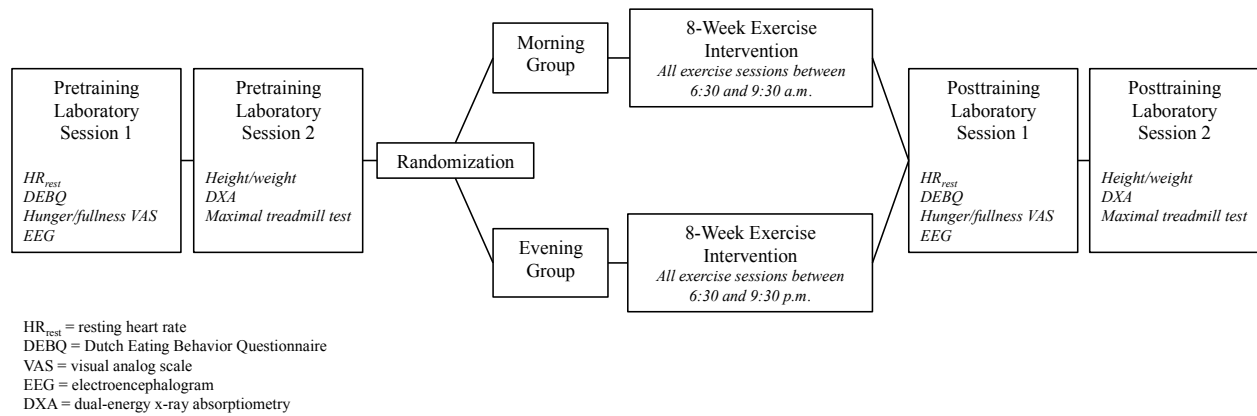 Pretraining
Laboratory
Session 1
HRrest
DEBQ
Hunger/fullness VAS
EEG
Pretraining
Laboratory
Session 2
Height/weight
DXA
Maximal treadmill test
Randomization
Morning
Group
8-Week Exercise
Intervention
All exercise sessions between
6:30 and 9:30 a.m.
Evening
Group
8-Week Exercise
Intervention
All exercise sessions between
6:30 and 9:30 p.m.
Posttraining
Laboratory
Session 1
HRrest
DEBQ
Hunger/fullness VAS
EEG
Posttraining
Laboratory
Session 2
Height/weight
DXA
Maximal treadmill test
HRrest = resting heart rate
DEBQ = Dutch Eating Behavior Questionnaire
VAS = visual analog scale
EEG = electroencephalogram
DXA = dual-energy x-ray absorptiometry